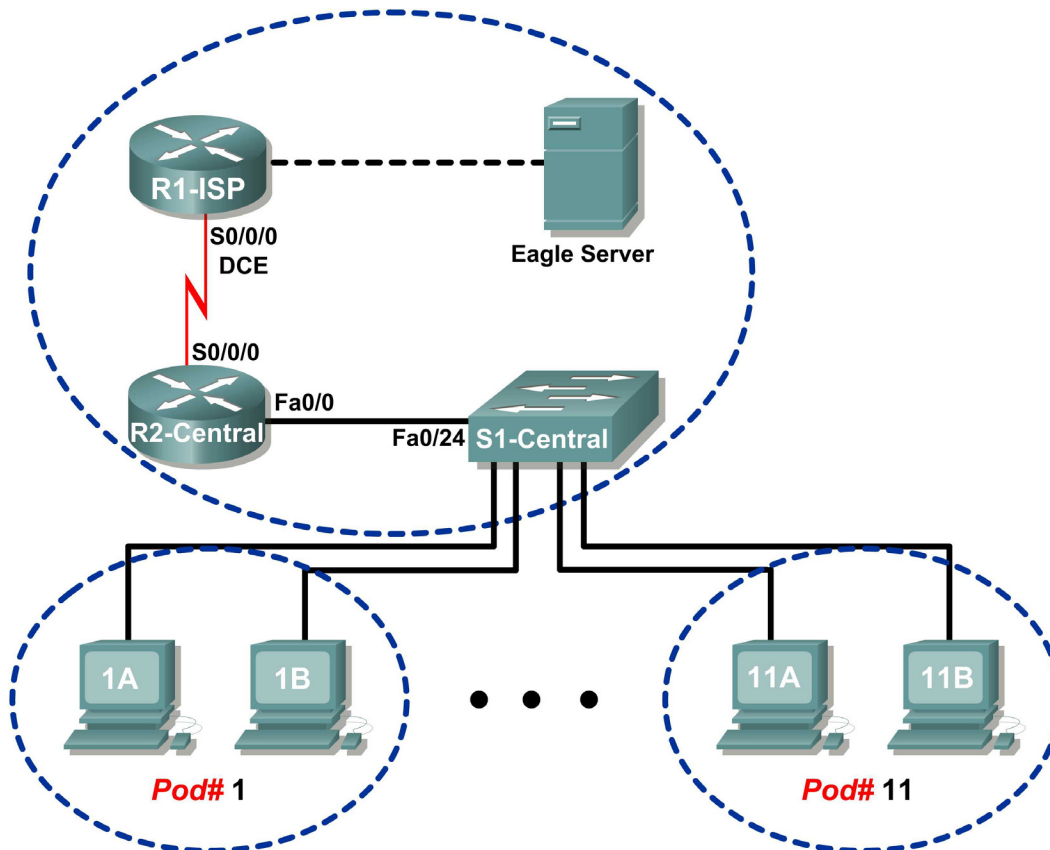 R1-ISP
S0/0/0
DCE
Eagle Server
S0/0/0
R2-Central
Fa0/0
Fa0/24
S1-Central
1A
1B
11A
11B
Pod# 1
Pod# 11